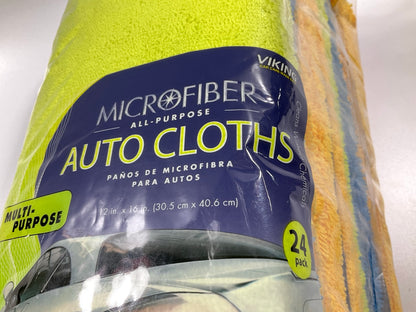 VIKING
MICROFIBER
ALL-PURPOSE
AUTO CLOTHS
PAÑOS DE MICROFIBRA
PARA AUTOS
12 in. x 16 in. (30.5 cm x 40.6 cm)
MULTI-
PURPOSE
24
pack